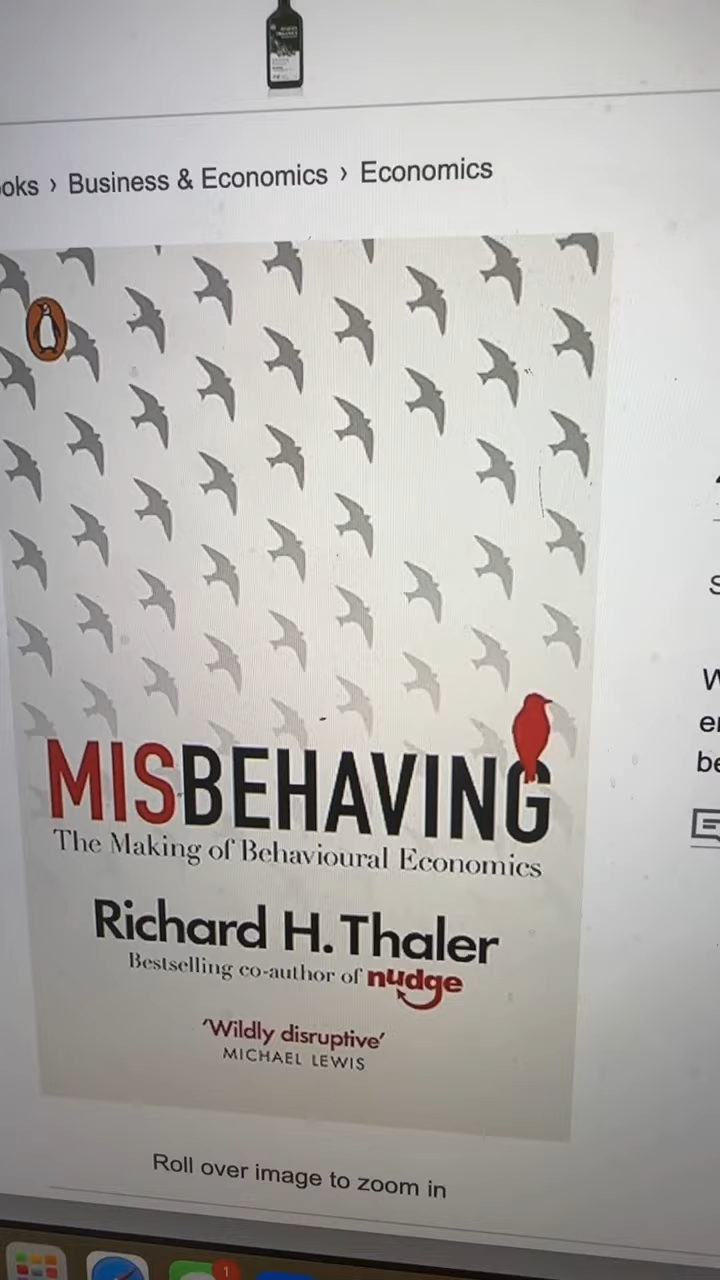 oks › Business & Economics › Economics
MISBEHAVING
The Making of Behavioural Economics
Richard H. Thaler
Bestselling co-author of nudge
'Wildly disruptive'
MICHAEL LEWIS
Roll over image to zoom in
1